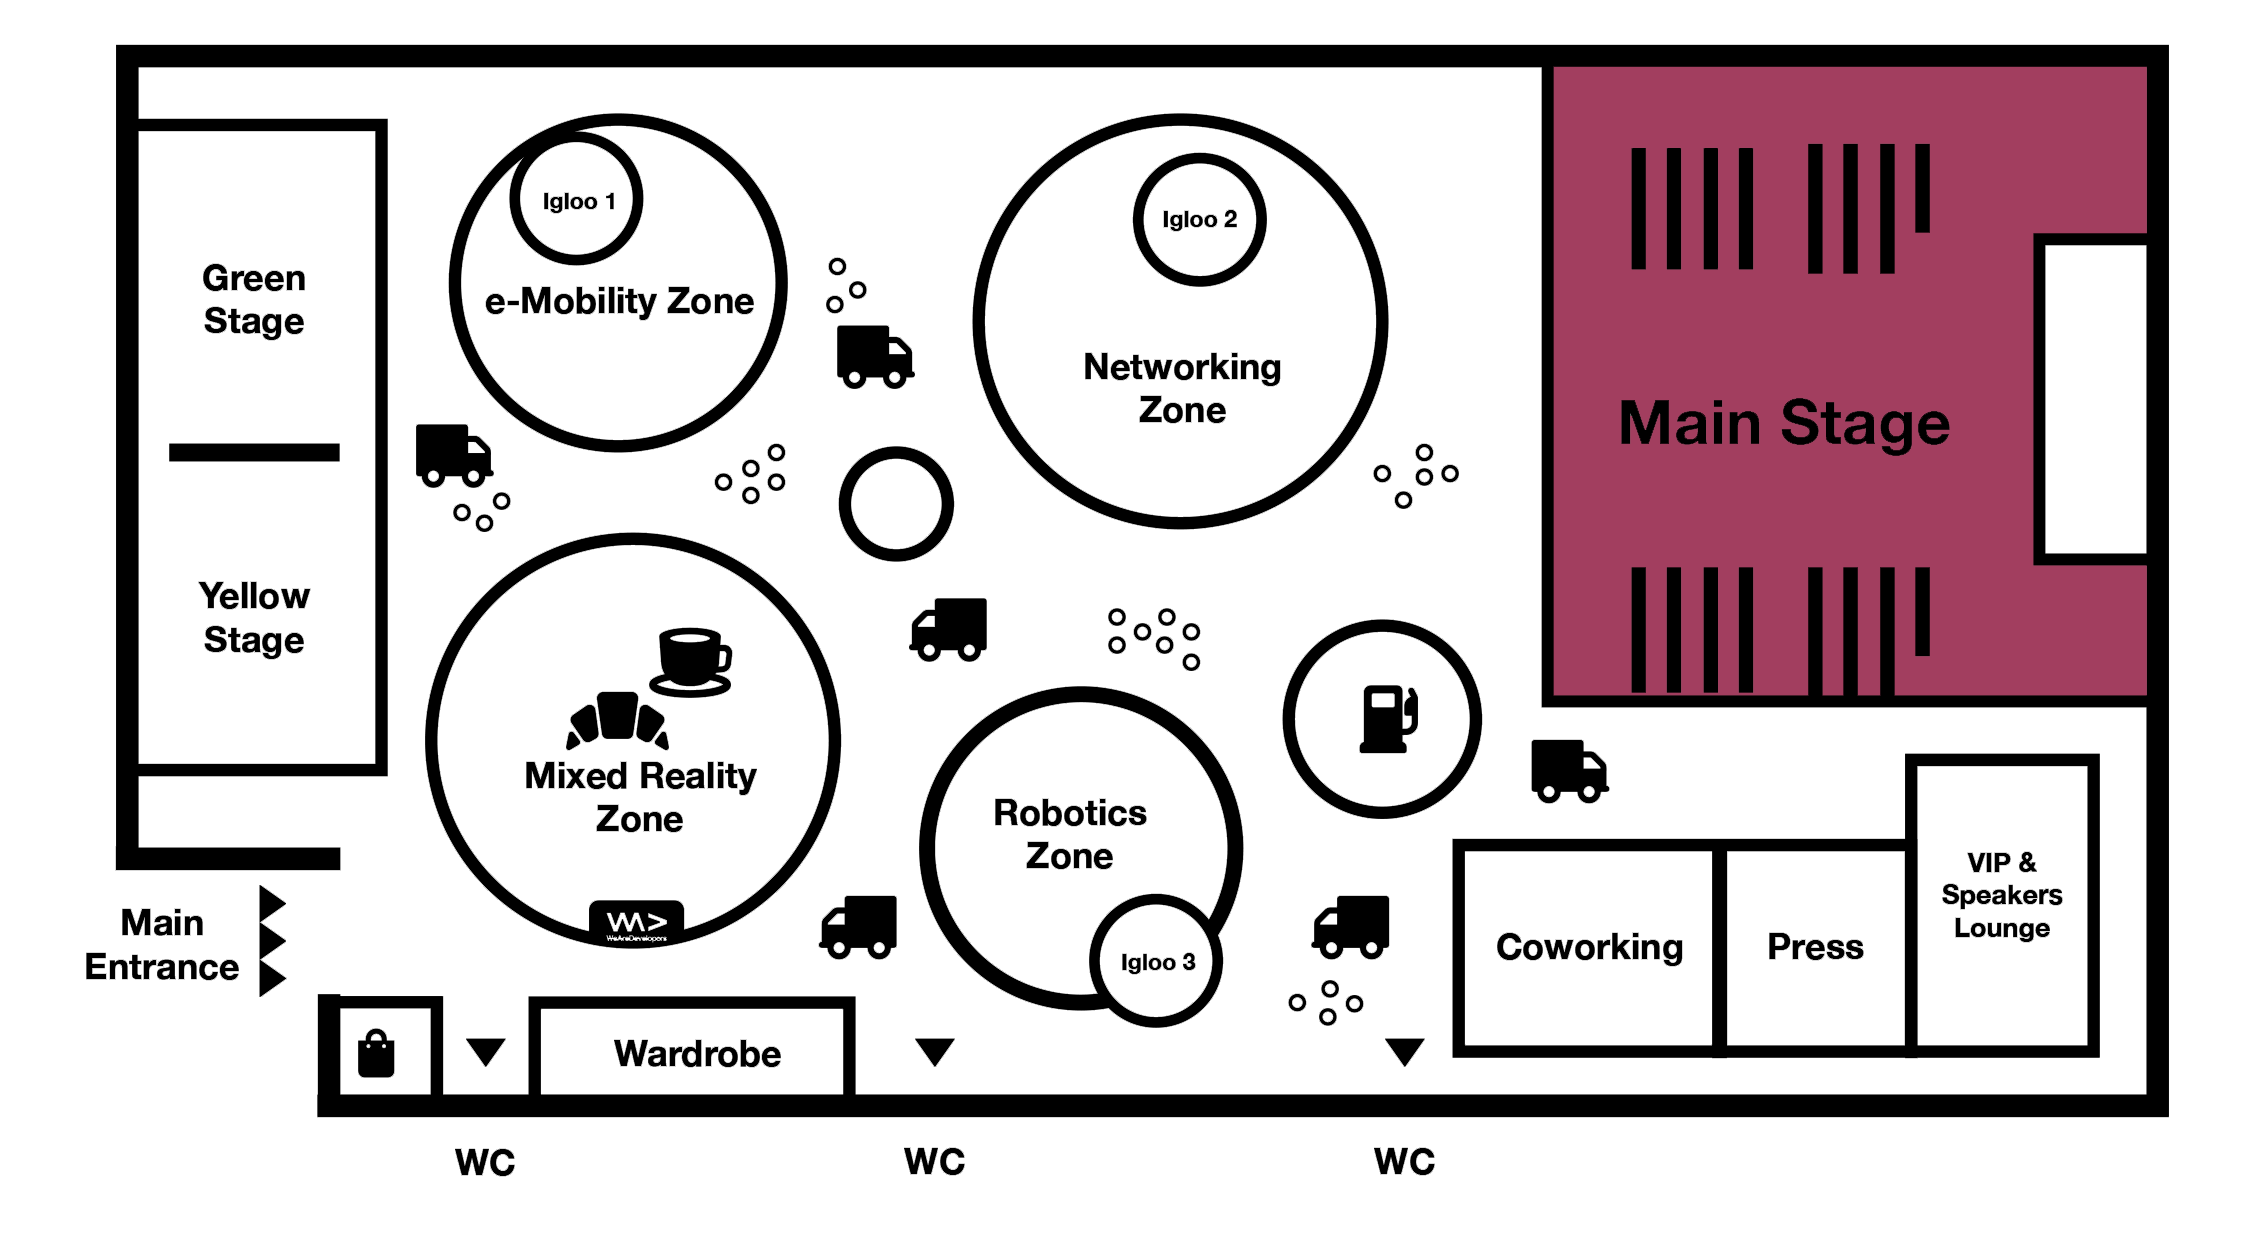 Igloo 1
e-Mobility Zone
Igloo 2
Networking
Zone
Green
Stage
Yellow
Stage
Main Stage
Mixed Reality
Zone
WeAreDevelopers
Robotics
Zone
Igloo 3
VIP &
Speakers
Lounge
Coworking
Press
Main
Entrance
Wardrobe
WC
WC
WC